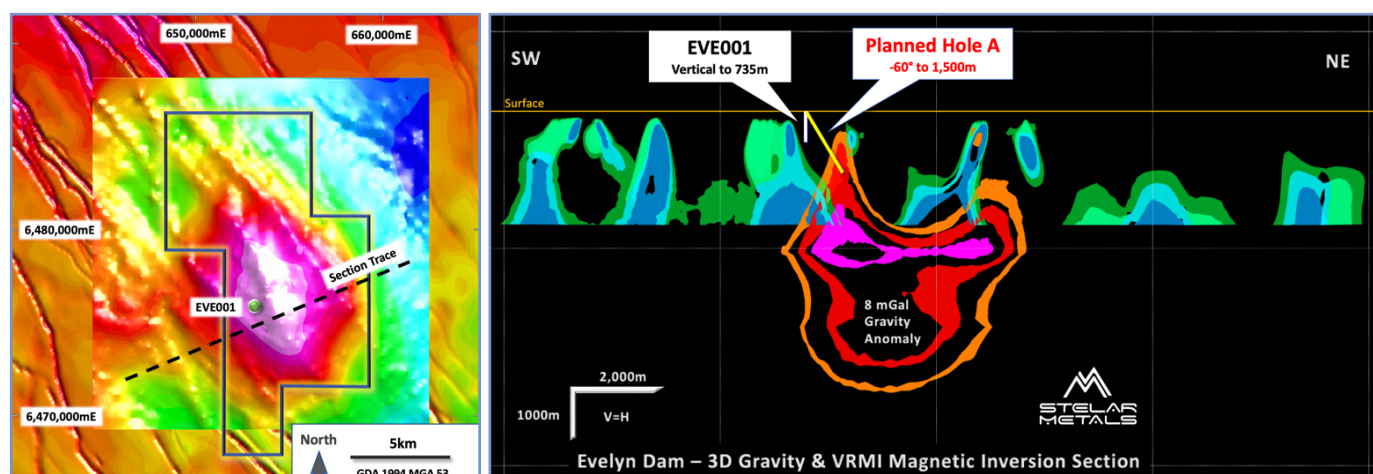 650,000mE
660,000mE
6,480,000mE
Section Trace
EVE001
6,470,000mE
North
5km
GDA 1994 MGA 53
EVE001
Vertical to 735m
Planned Hole A
-60° to 1,500m
SW
NE
Surface
8 mGal
Gravity
Anomaly
2,000m
1000m
V=H
STELAR
METALS
Evelyn Dam – 3D Gravity & VRMI Magnetic Inversion Section